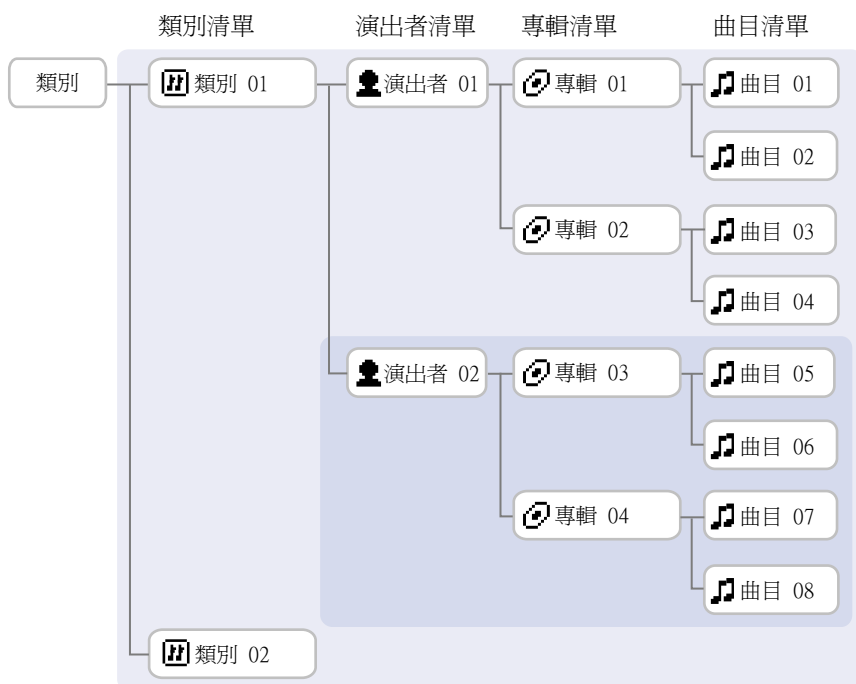 類別清單 演出者清單 專輯清單 曲目清單
類別 類別 01 演出者 01 專輯 01 曲目 01
曲目 02
專輯 02 曲目 03
曲目 04
演出者 02 專輯 03 曲目 05
曲目 06
專輯 04 曲目 07
曲目 08
類別 02